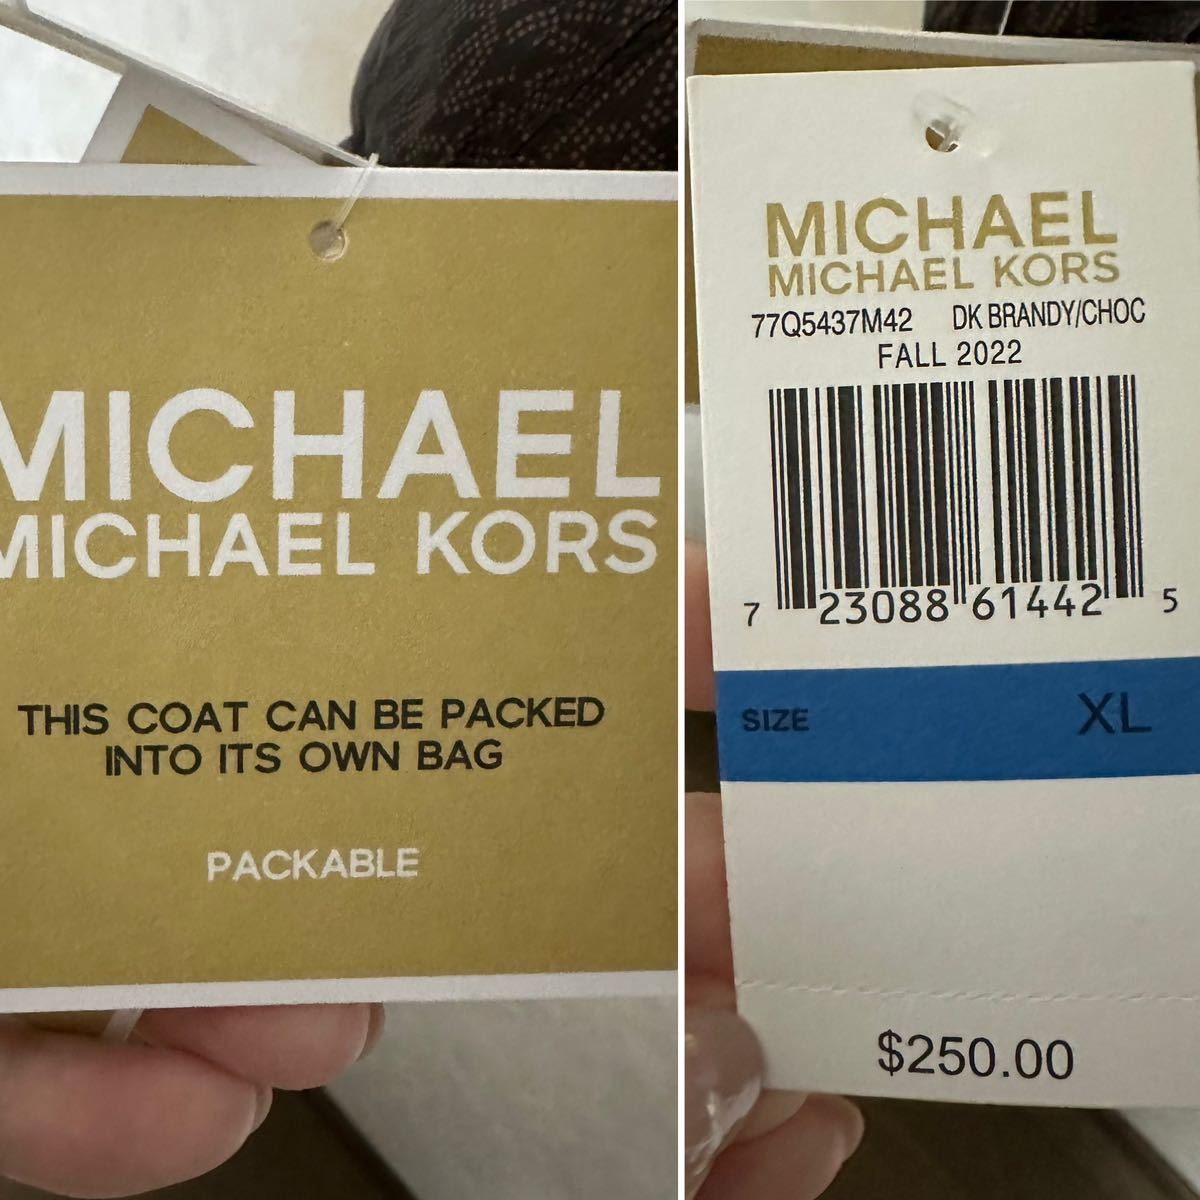 MICHAEL
MICHAEL KORS
THIS COAT CAN BE PACKED
INTO ITS OWN BAG
PACKABLE
MICHAEL
MICHAEL KORS
77Q5437M42 DK BRANDY/CHOC
FALL 2022
7 23088 61442 5
SIZE XL
$250.00